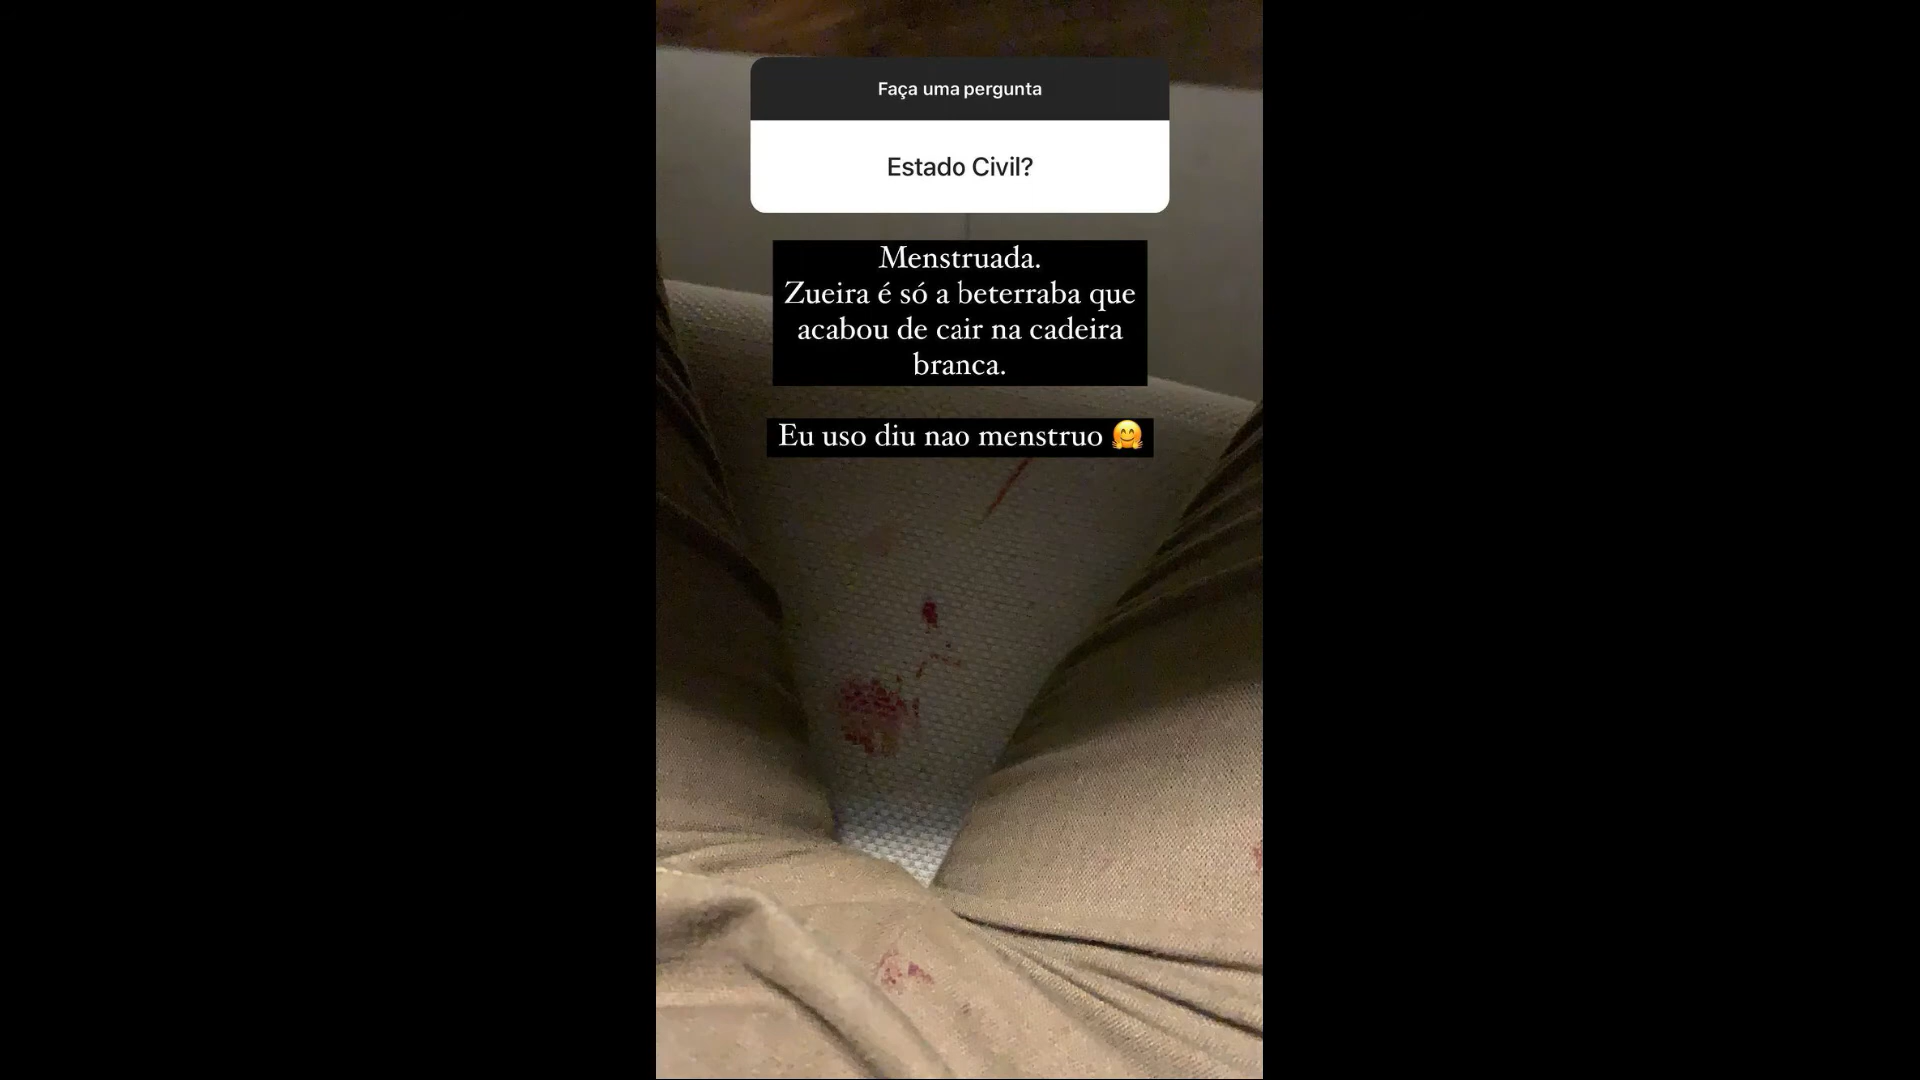 Faça uma pergunta
Estado Civil?
Menstruada.
Zueira é só a beterraba que
acabou de cair na cadeira
branca.
Eu uso diu nao menstruo 🤗